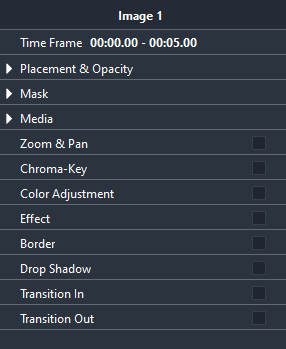 Image 1
Time Frame 00:00.00 - 00:05.00
Placement & Opacity
Mask
Media
Zoom & Pan
Chroma-Key
Color Adjustment
Effect
Border
Drop Shadow
Transition In
Transition Out